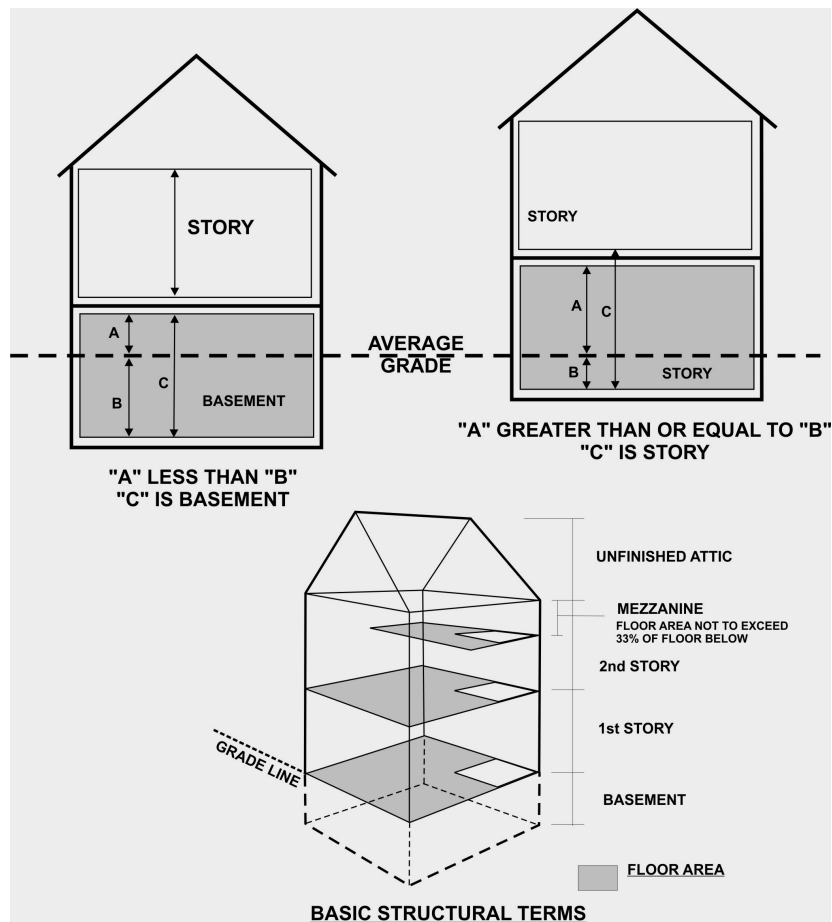 STORY
A
B
C
BASEMENT
"A" LESS THAN "B"
"C" IS BASEMENT
AVERAGE
GRADE
STORY
A
C
B
STORY
"A" GREATER THAN OR EQUAL TO "B"
"C" IS STORY
UNFINISHED ATTIC
MEZZANINE
FLOOR AREA NOT TO EXCEED
33% OF FLOOR BELOW
2nd STORY
1st STORY
GRADE LINE
BASEMENT
FLOOR AREA
BASIC STRUCTURAL TERMS